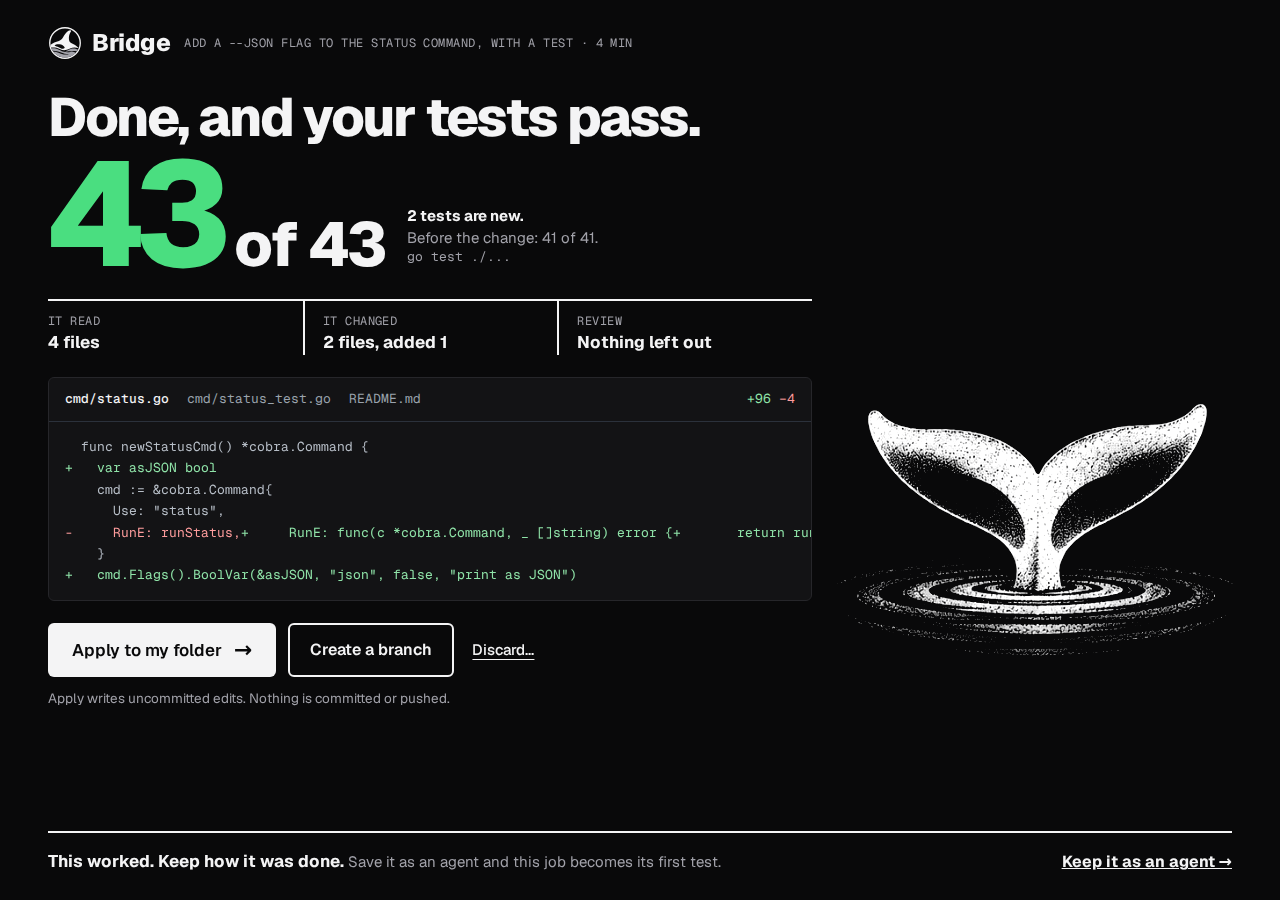 Bridge ADD A --JSON FLAG TO THE STATUS COMMAND, WITH A TEST · 4 MIN
Done, and your tests pass.
43 of 43
2 tests are new.
Before the change: 41 of 41.
go test ./...
IT READ
4 files
IT CHANGED
2 files, added 1
REVIEW
Nothing left out
cmd/status.go cmd/status_test.go README.md +96 −4
func newStatusCmd() *cobra.Command {
+ var asJSON bool
cmd := &cobra.Command{
Use: "status",
- RunE: runStatus,+ RunE: func(c *cobra.Command, _ []string) error {+ return run
}
+ cmd.Flags().BoolVar(&asJSON, "json", false, "print as JSON")
Apply to my folder →
Create a branch
Discard…
Apply writes uncommitted edits. Nothing is committed or pushed.
This worked. Keep how it was done. Save it as an agent and this job becomes its first test.
Keep it as an agent →